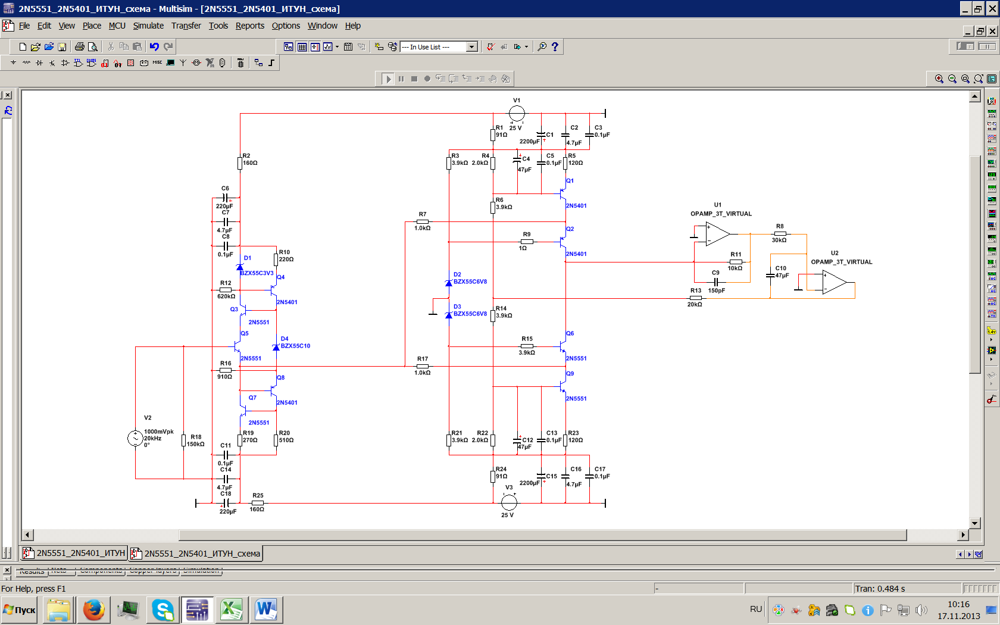 2N5551_2N5401_ИТУН_схема - Multisim - [2N5551_2N5401_ИТУН_схема]
File Edit View Place MCU Simulate Transfer Tools Reports Options Window Help
--- In Use List ---
V1
25 V
R1
91Ω
C1
2200µF
C2
4.7µF
C3
0.1µF
R2
160Ω
R3
3.9kΩ
R4
2.0kΩ
C4
47µF
C5
0.1µF
R5
120Ω
Q1
2N5401
C6
220µF
C7
4.7µF
C8
0.1µF
R6
3.9kΩ
R7
1.0kΩ
Q2
2N5401
R9
1Ω
U1
OPAMP_3T_VIRTUAL
R8
30kΩ
R11
10kΩ
C9
150pF
C10
47µF
U2
OPAMP_3T_VIRTUAL
R13
20kΩ
R10
220Ω
D1
BZX55C3V3
Q4
2N5401
R12
620kΩ
Q3
2N5551
D2
BZX55C6V8
D3
BZX55C6V8
R14
3.9kΩ
Q5
2N5551
D4
BZX55C10
R15
3.9kΩ
Q6
2N5551
R16
910Ω
R17
1.0kΩ
Q8
2N5401
Q9
2N5551
Q7
2N5551
V2
1000mVpk
20kHz
0°
R18
150kΩ
R19
270Ω
R20
510Ω
R21
3.9kΩ
R22
2.0kΩ
C12
47µF
C13
0.1µF
R23
120Ω
C11
0.1µF
C14
4.7µF
C18
220µF
R25
160Ω
R24
91Ω
C15
2200µF
C16
4.7µF
C17
0.1µF
V3
25 V
2N5551_2N5401_ИТУН 2N5551_2N5401_ИТУН_схема
Results Nets Components Copper layers Simulation
For Help, press F1 - Tran: 0.484 s
Пуск RU 10:16
17.11.2013